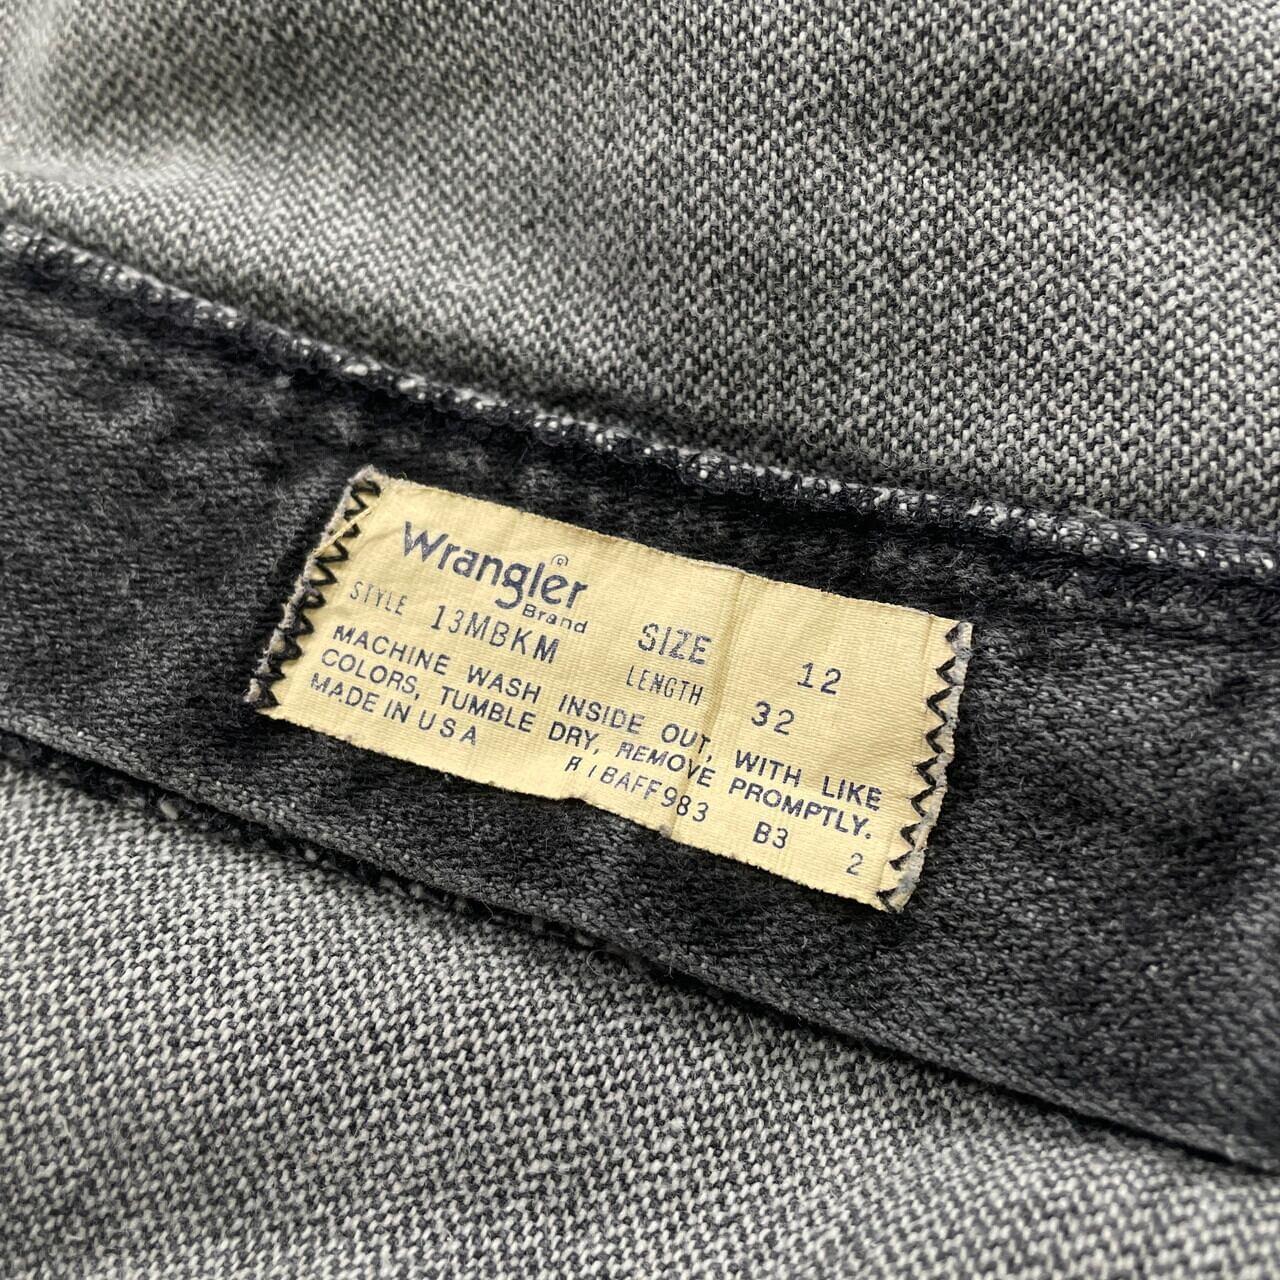 Wrangler®
Brand
STYLE 13MBKM SIZE 12
LENGTH 32
MACHINE WASH INSIDE OUT, WITH LIKE
COLORS, TUMBLE DRY, REMOVE PROMPTLY.
MADE IN USA
BAFF983 B3 2